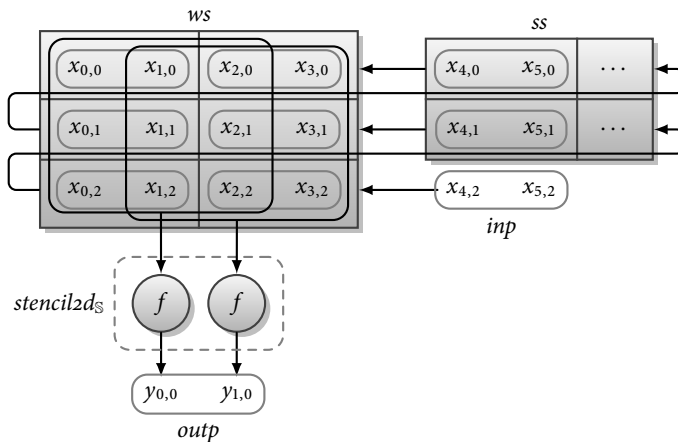 ws ss
x0,0 x1,0 x2,0 x3,0 x4,0 x5,0 ···
x0,1 x1,1 x2,1 x3,1 x4,1 x5,1 ···
x0,2 x1,2 x2,2 x3,2 x4,2 x5,2
inp
stencil2d𝕊 f f
y0,0 y1,0
outp